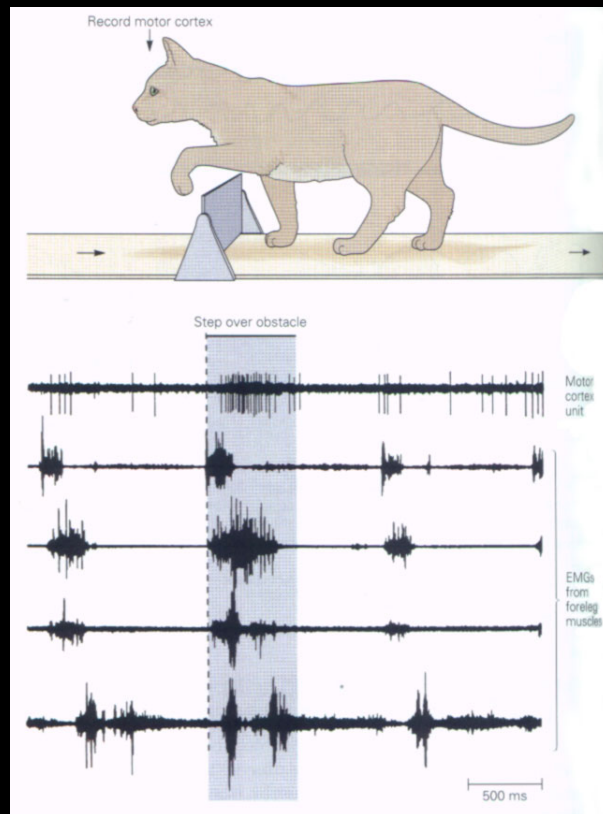 Record motor cortex
Step over obstacle
Motor
cortex
unit
EMGs
from
foreleg
muscles
500 ms